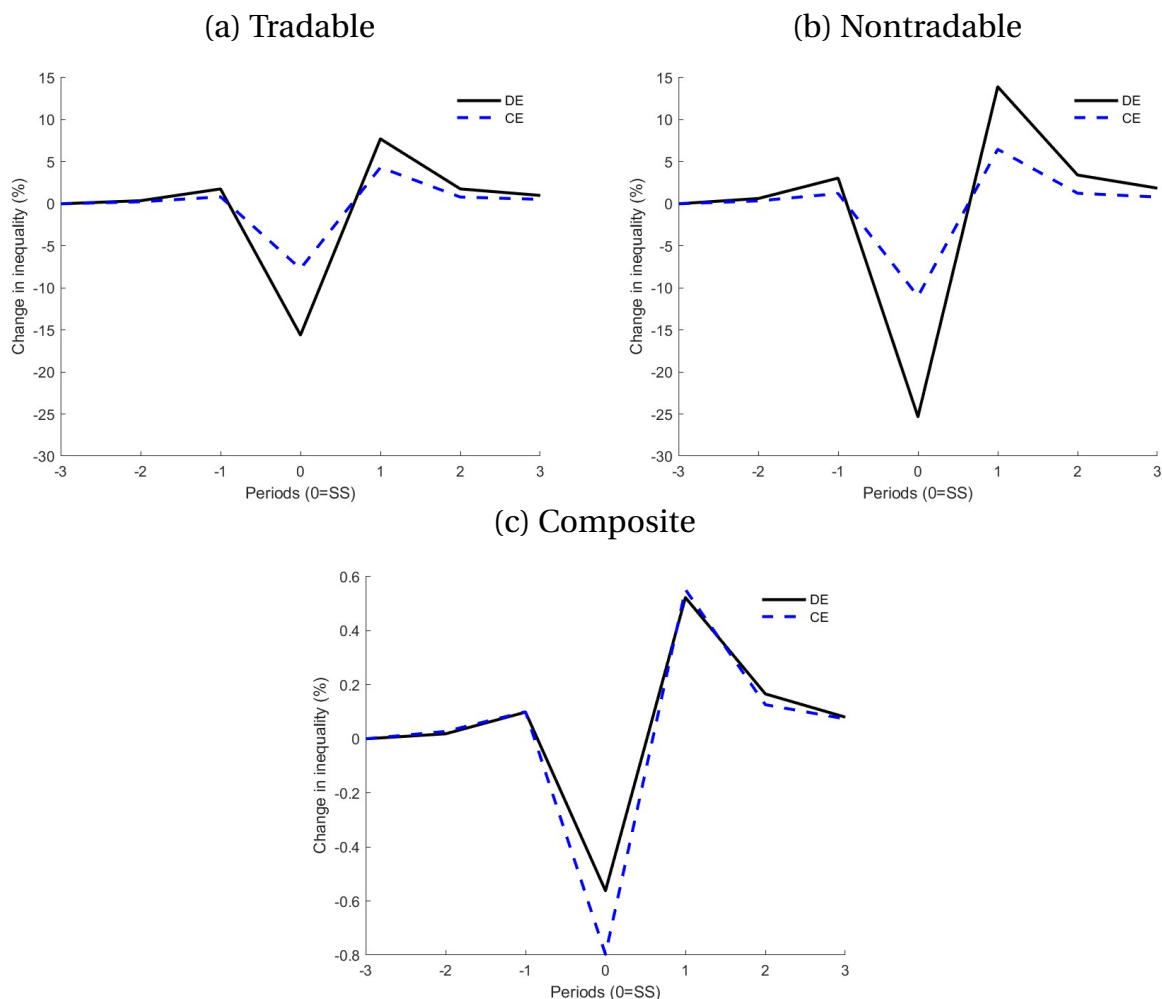 (a) Tradable
15
10
5
0
-5
-10
-15
-20
-25
-30
Change in inequality (%)
DE
CE
-3 -2 -1 0 1 2 3
Periods (0=SS)
(b) Nontradable
15
10
5
0
-5
-10
-15
-20
-25
-30
Change in inequality (%)
DE
CE
-3 -2 -1 0 1 2 3
Periods (0=SS)
(c) Composite
0.6
0.4
0.2
0
-0.2
-0.4
-0.6
-0.8
Change in inequality (%)
DE
CE
-3 -2 -1 0 1 2 3
Periods (0=SS)